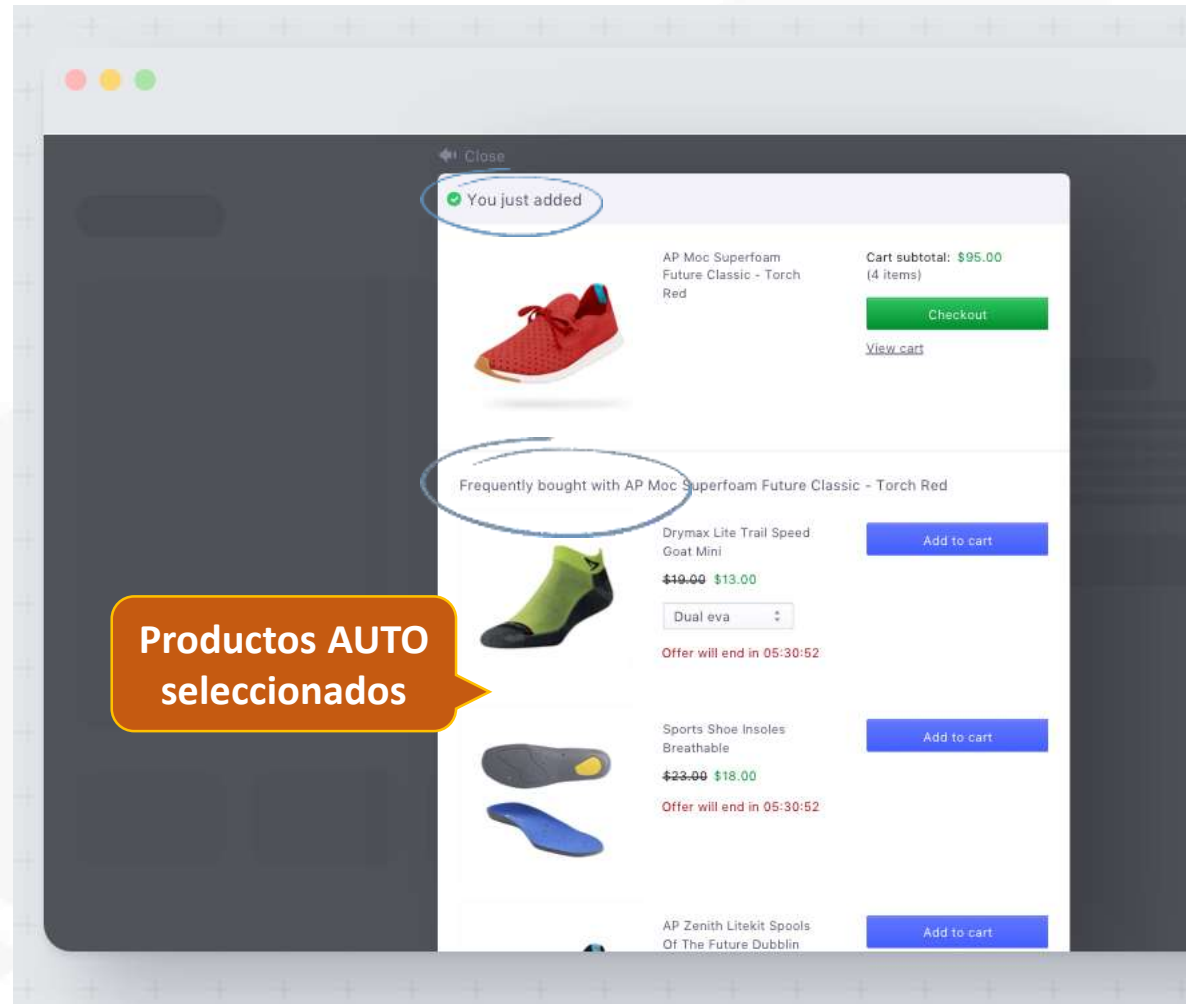 Close
You just added
AP Moc Superfoam
Future Classic - Torch
Red
Cart subtotal: $95.00
(4 items)
Checkout
View cart
Frequently bought with AP Moc Superfoam Future Classic - Torch Red
Drymax Lite Trail Speed
Goat Mini
$19.00 $13.00
Dual eva
Offer will end in 05:30:52
Add to cart
Productos AUTO
seleccionados
Sports Shoe Insoles
Breathable
$23.00 $18.00
Offer will end in 05:30:52
Add to cart
AP Zenith Litekit Spools
Of The Future Dubblin
Add to cart